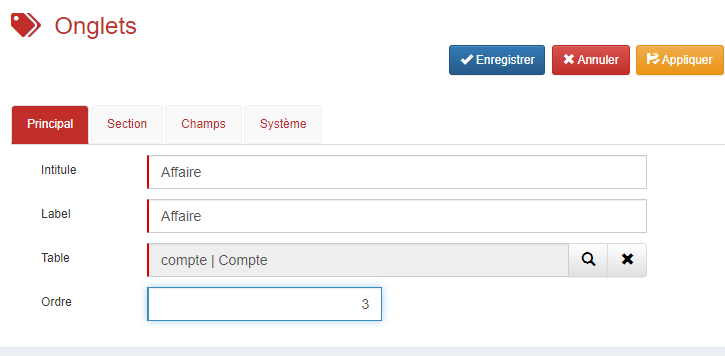 Onglets
Enregistrer Annuler Appliquer
Principal Section Champs Système
Intitule Affaire
Label Affaire
Table compte | Compte
Ordre 3